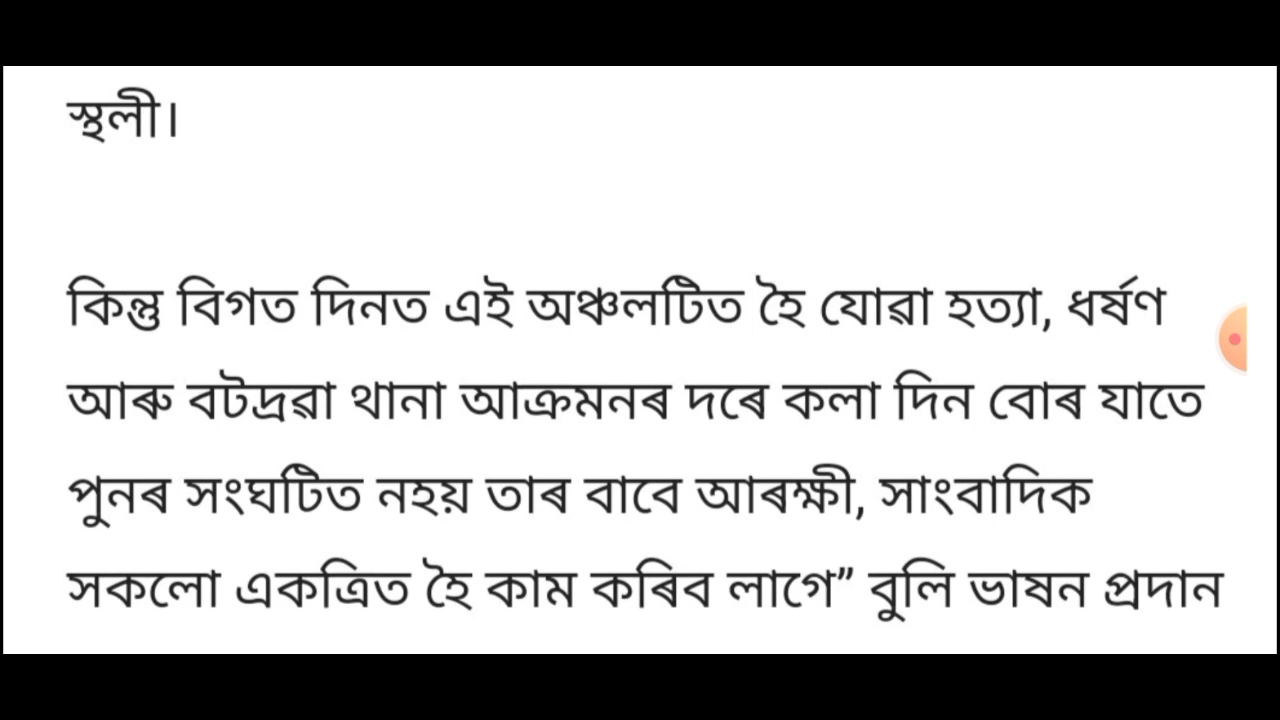 স্থলী।
কিন্তু বিগত দিনত এই অঞ্চলটিত হৈ যোৱা হত্যা, ধৰ্ষণ
আৰু বটদ্ৰৱা থানা আক্ৰমনৰ দৰে কলা দিন বোৰ যাতে
পুনৰ সংঘটিত নহয় তাৰ বাবে আৰক্ষী, সাংবাদিক
সকলো একত্ৰিত হৈ কাম কৰিব লাগে” বুলি ভাষন প্ৰদান